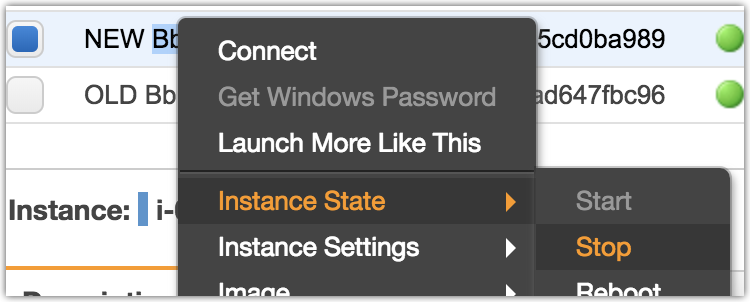 NEW Bb 5cd0ba989
Connect
Get Windows Password
OLD Bb ad647fbc96
Launch More Like This
Instance: i-
Instance State Start
Instance Settings Stop
Image Reboot